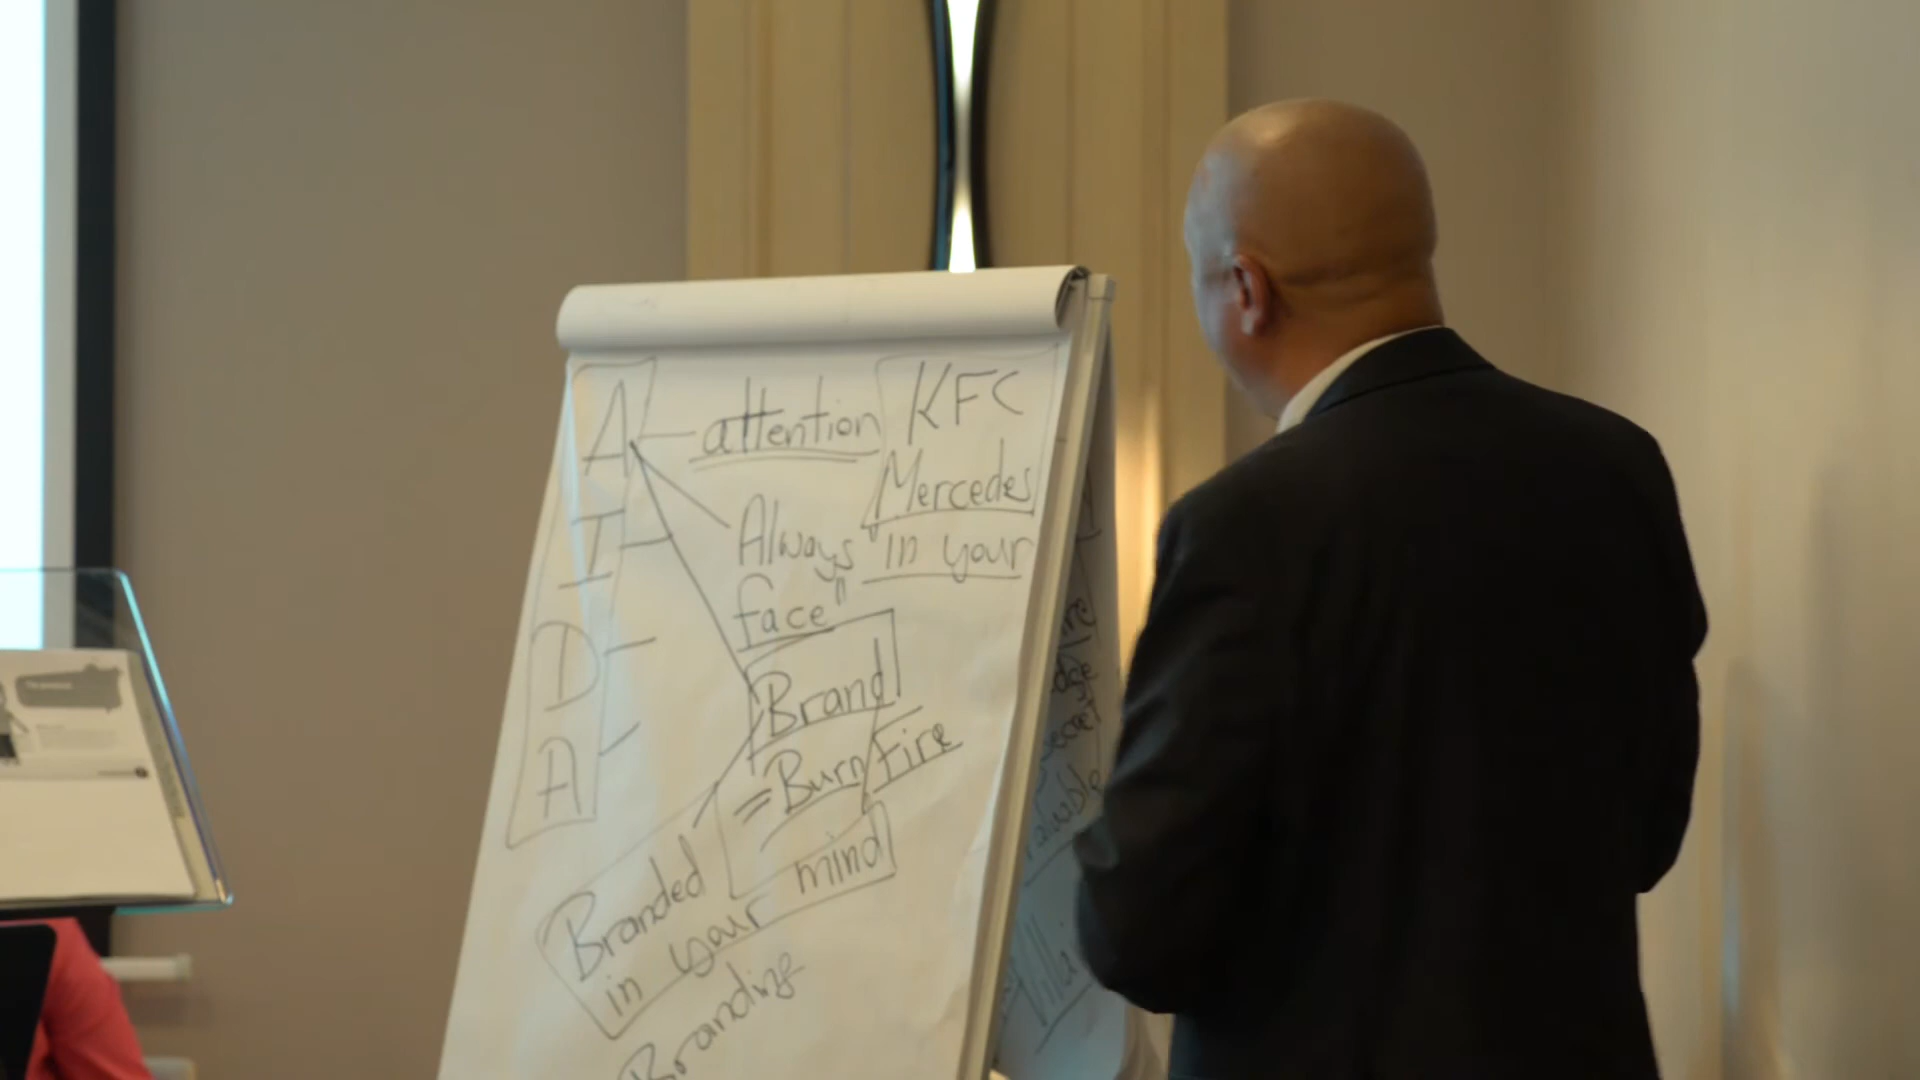 A attention KFC
Mercedes
I Always "in your
face"
D Brand
= Burn Fire
A mind
Branded
in your
Branding